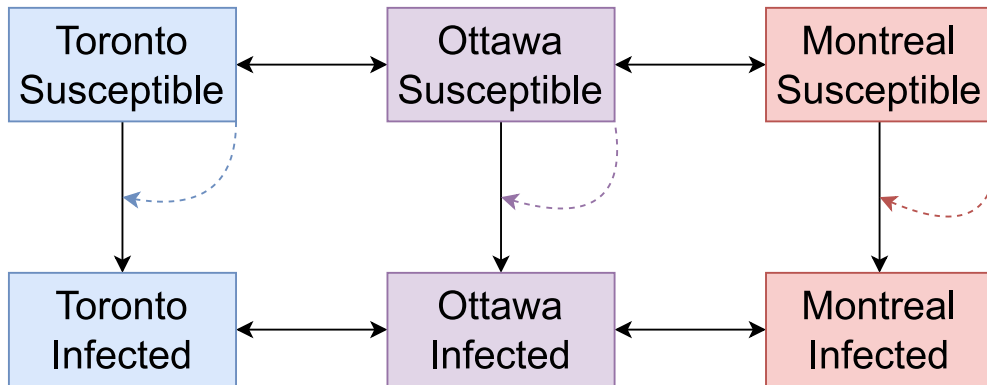 Toronto
Susceptible
Ottawa
Susceptible
Montreal
Susceptible
Toronto
Infected
Ottawa
Infected
Montreal
Infected